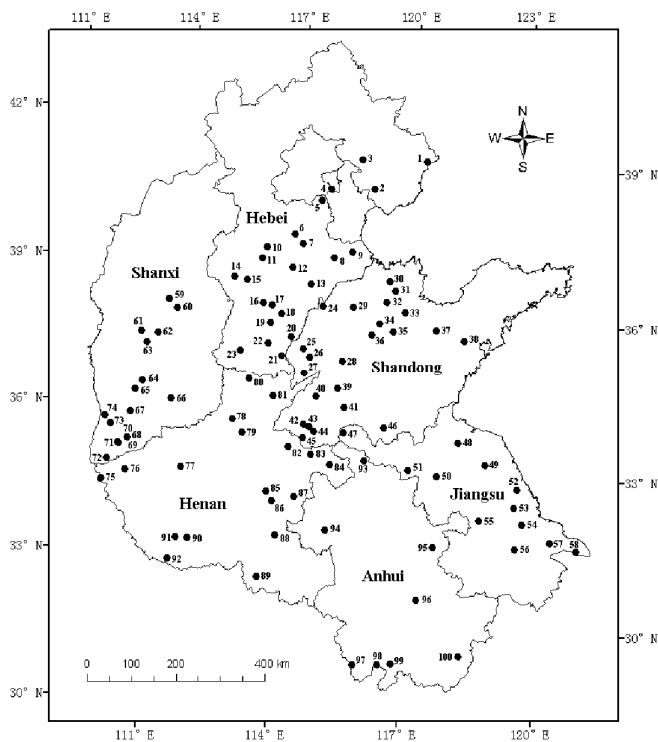 111° E 114° E 117° E 120° E 123° E
42° N
N
W E
S
3 1
39° N
4 2
5
Hebei
6
10 7
39° N
11 8 9
12
14 15 13 30
Shanxi
31
59 16 17 24 29 32
60 18 33
61 62 19 34 35 37
36° N
63 20 36 38
23 22 25
21 26 28
27 Shandong
64 80
65 81 40 39
36° N
66
74 67 78 42 43 41
73 70 79 44 46
71 68 45 47 48
69 82 83
72 76 77 84 93 51 49
75 50
33° N
85 87 52
Henan 86 Jiangsu
53
94 55 54
91 90 88
33° N
95 56 57 58
92
89 Anhui
96
0 100 200 400 km
97 98 99 100
30° N
30° N
111° E 114° E 117° E 120° E